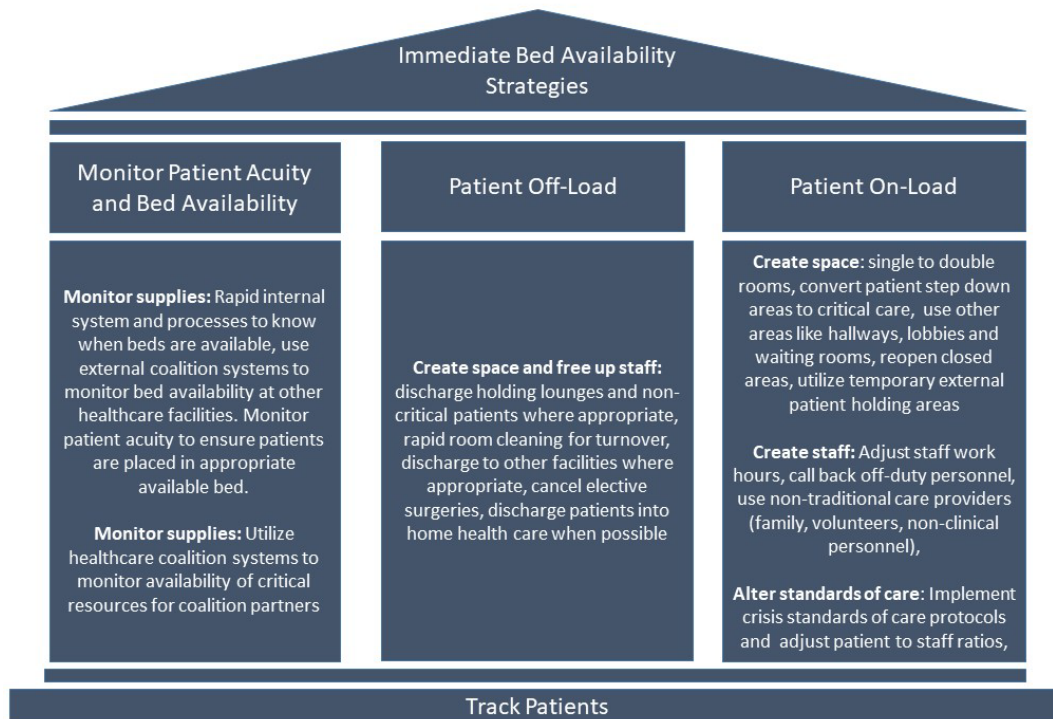 Immediate Bed Availability
Strategies
Monitor Patient Acuity
and Bed Availability
Monitor supplies: Rapid internal
system and processes to know
when beds are available, use
external coalition systems to
monitor bed availability at other
healthcare facilities. Monitor
patient acuity to ensure patients
are placed in appropriate
available bed.
Monitor supplies: Utilize
healthcare coalition systems to
monitor availability of critical
resources for coalition partners
Patient Off-Load
Create space and free up staff:
discharge holding lounges and non-
critical patients where appropriate,
rapid room cleaning for turnover,
discharge to other facilities where
appropriate, cancel elective
surgeries, discharge patients into
home health care when possible
Patient On-Load
Create space: single to double
rooms, convert patient step down
areas to critical care, use other
areas like hallways, lobbies and
waiting rooms, reopen closed
areas, utilize temporary external
patient holding areas
Create staff: Adjust staff work
hours, call back off-duty personnel,
use non-traditional care providers
(family, volunteers, non-clinical
personnel),
Alter standards of care: Implement
crisis standards of care protocols
and adjust patient to staff ratios,
Track Patients